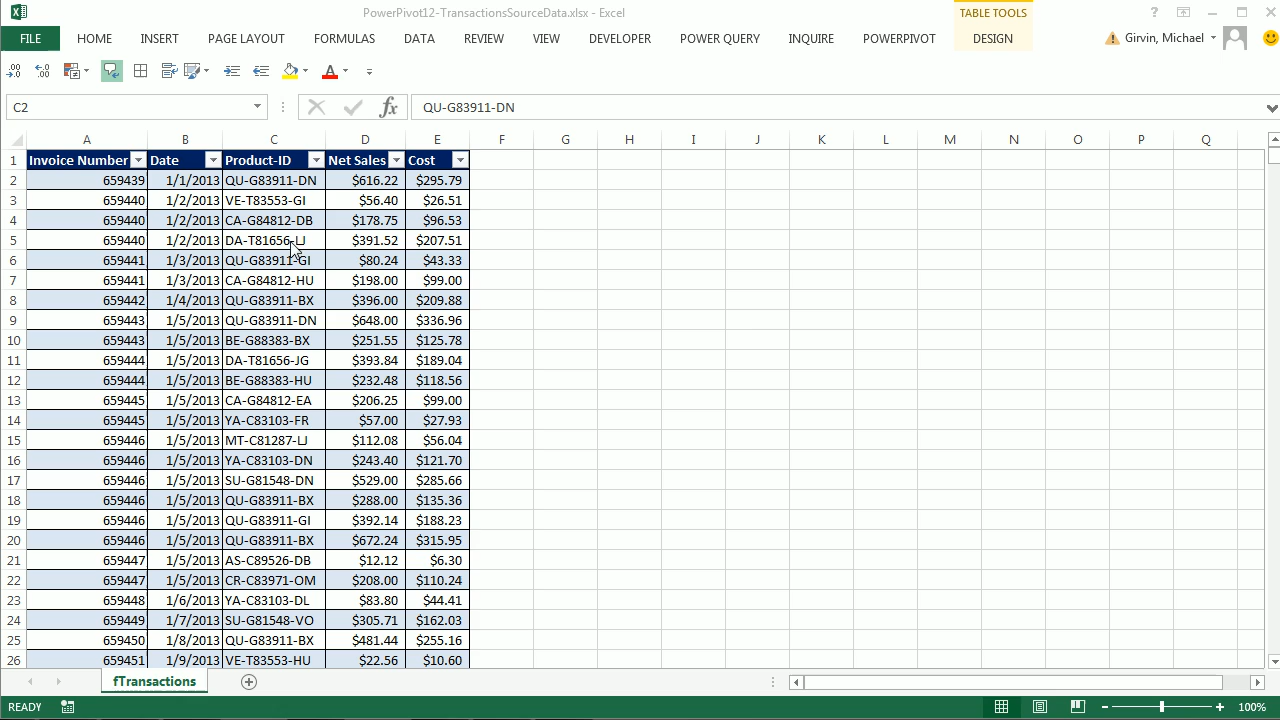 PowerPivot12-TransactionsSourceData.xlsx - Excel
TABLE TOOLS
?
FILE HOME INSERT PAGE LAYOUT FORMULAS DATA REVIEW VIEW DEVELOPER POWER QUERY INQUIRE POWERPIVOT DESIGN Girvin, Michael
C2 fx QU-G83911-DN
A B C D E F G H I J K L M N O P Q
1 Invoice Number Date Product-ID Net Sales Cost
2 659439 1/1/2013 QU-G83911-DN $616.22 $295.79
3 659440 1/2/2013 VE-T83553-GI $56.40 $26.51
4 659440 1/2/2013 CA-G84812-DB $178.75 $96.53
5 659440 1/2/2013 DA-T81656-LJ $391.52 $207.51
6 659441 1/3/2013 QU-G83911-GI $80.24 $43.33
7 659441 1/3/2013 CA-G84812-HU $198.00 $99.00
8 659442 1/4/2013 QU-G83911-BX $396.00 $209.88
9 659443 1/5/2013 QU-G83911-DN $648.00 $336.96
10 659443 1/5/2013 BE-G88383-BX $251.55 $125.78
11 659444 1/5/2013 DA-T81656-JG $393.84 $189.04
12 659444 1/5/2013 BE-G88383-HU $232.48 $118.56
13 659445 1/5/2013 CA-G84812-EA $206.25 $99.00
14 659445 1/5/2013 YA-C83103-FR $57.00 $27.93
15 659446 1/5/2013 MT-C81287-LJ $112.08 $56.04
16 659446 1/5/2013 YA-C83103-DN $243.40 $121.70
17 659446 1/5/2013 SU-G81548-DN $529.00 $285.66
18 659446 1/5/2013 QU-G83911-BX $288.00 $135.36
19 659446 1/5/2013 QU-G83911-GI $392.14 $188.23
20 659446 1/5/2013 QU-G83911-BX $672.24 $315.95
21 659447 1/5/2013 AS-C89526-DB $12.12 $6.30
22 659447 1/5/2013 CR-C83971-OM $208.00 $110.24
23 659448 1/6/2013 YA-C83103-DL $83.80 $44.41
24 659449 1/7/2013 SU-G81548-VO $305.71 $162.03
25 659450 1/8/2013 QU-G83911-BX $481.44 $255.16
26 659451 1/9/2013 VE-T83553-HU $22.56 $10.60
fTransactions
READY 100%